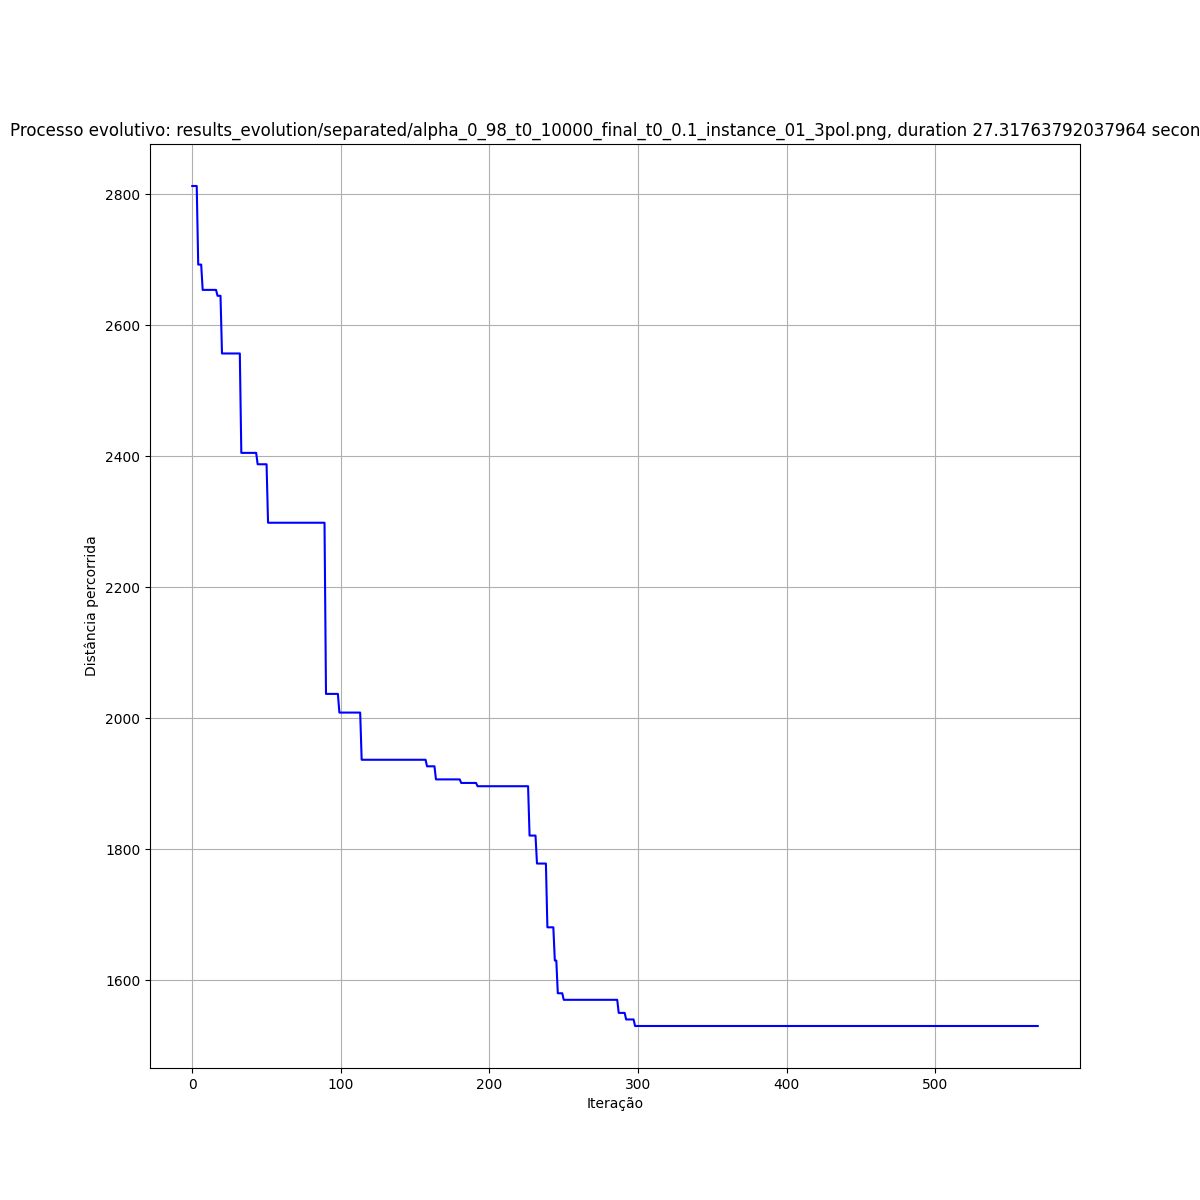 Processo evolutivo: results_evolution/separated/alpha_0_98_t0_10000_final_t0_0.1_instance_01_3pol.png, duration 27.31763792037964 secon
2800
2600
2400
2200
2000
1800
1600
Distância percorrida
0 100 200 300 400 500
Iteração